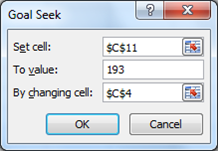 Goal Seek
Set cell: $C$11
To value: 193
By changing cell: $C$4
OK Cancel